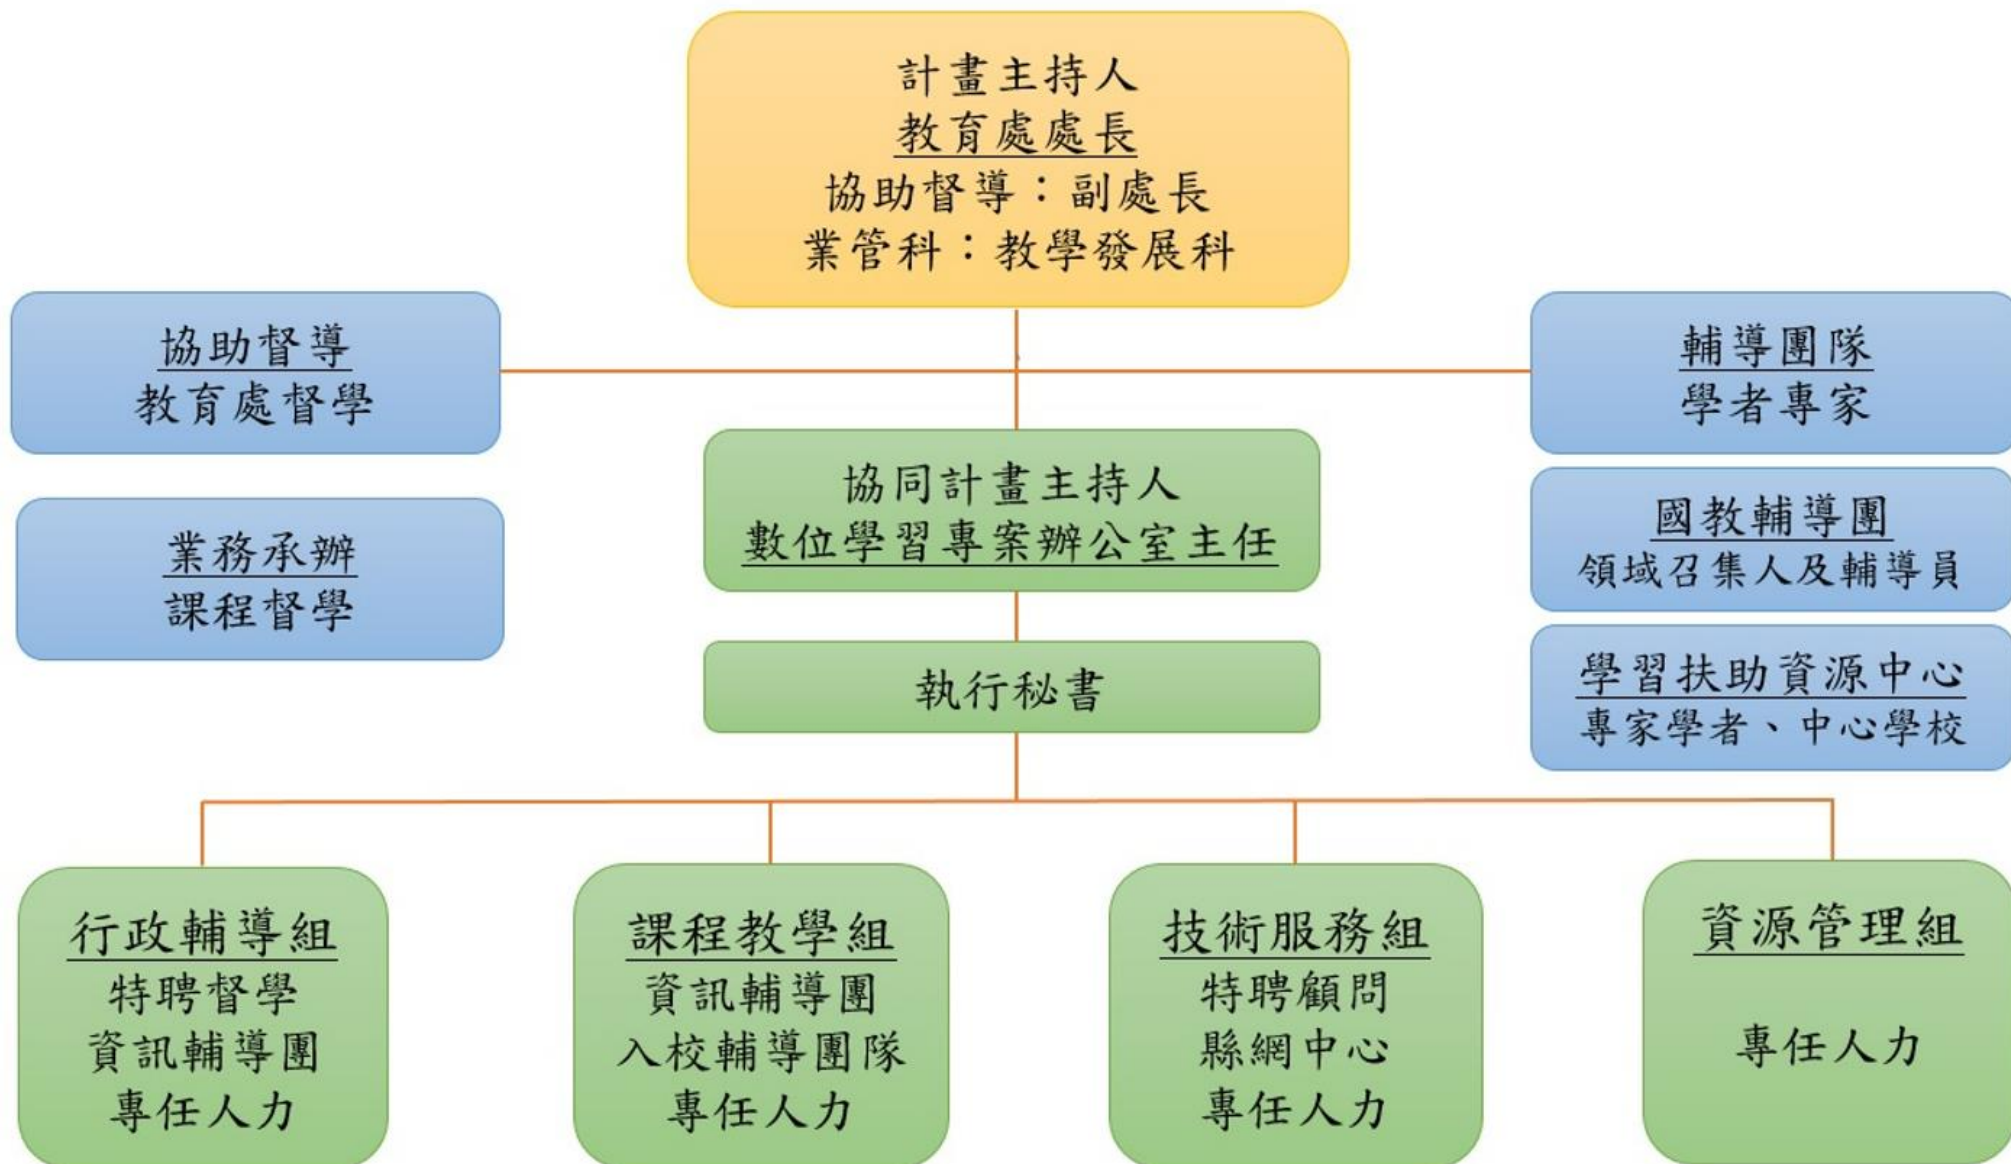 計畫主持人
教育處處長
協助督導：副處長
業管科：教學發展科
協助督導
教育處督學
輔導團隊
學者專家
協同計畫主持人
數位學習專案辦公室主任
業務承辦
課程督學
國教輔導團
領域召集人及輔導員
執行秘書
學習扶助資源中心
專家學者、中心學校
行政輔導組
特聘督學
資訊輔導團
專任人力
課程教學組
資訊輔導團
入校輔導團隊
專任人力
技術服務組
特聘顧問
縣網中心
專任人力
資源管理組
專任人力